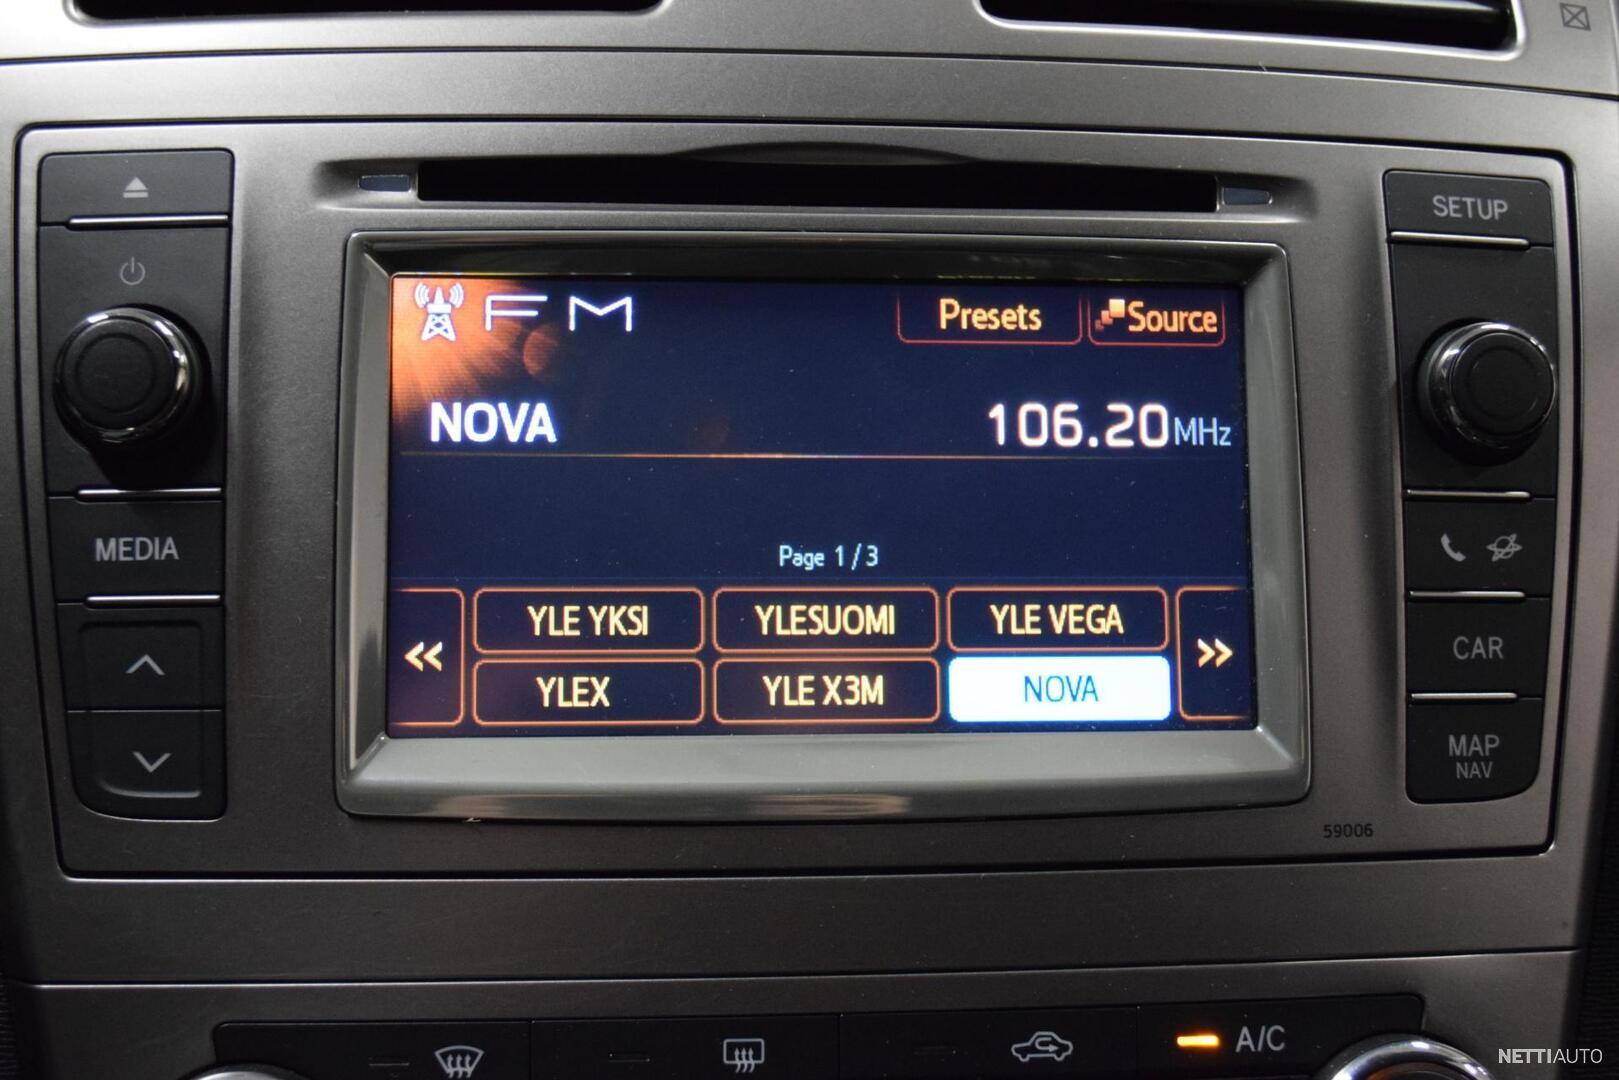 SETUP
FM
Presets
Source
NOVA
106.20MHz
MEDIA
Page 1/3
<< YLE YKSI YLESUOMI YLE VEGA >>
YLEX YLE X3M NOVA
CAR
MAP
NAV
59006
A/C
NETTIAUTO